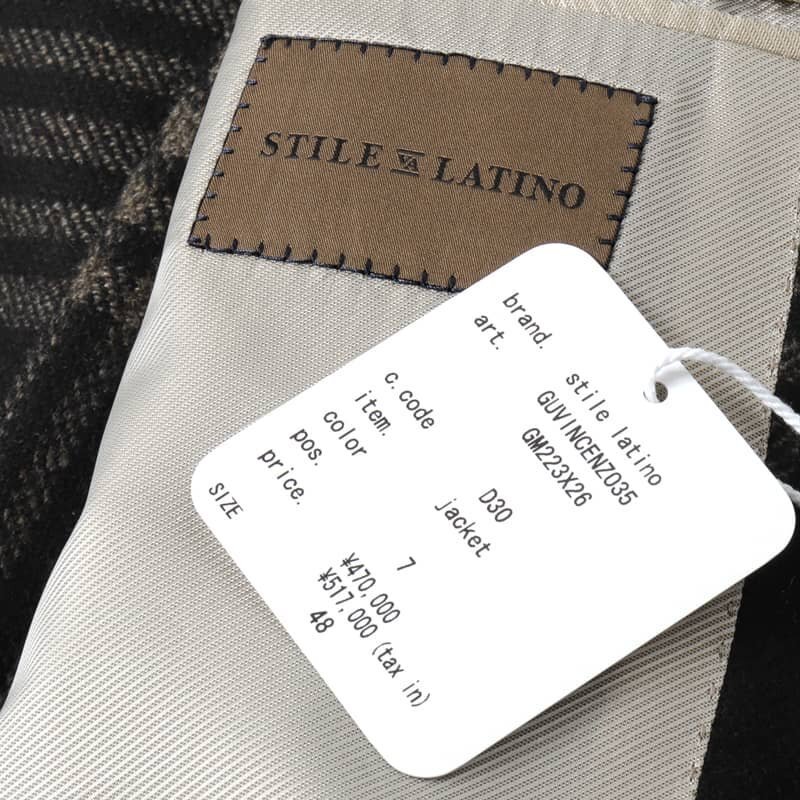 STILE VA LATINO
brand. stile latino
art. GUVINCENZO35
GM223X26
c.code D30
item. jacket
color
pos. 7
price. ¥470,000
¥517,000 (tax in)
SIZE 48